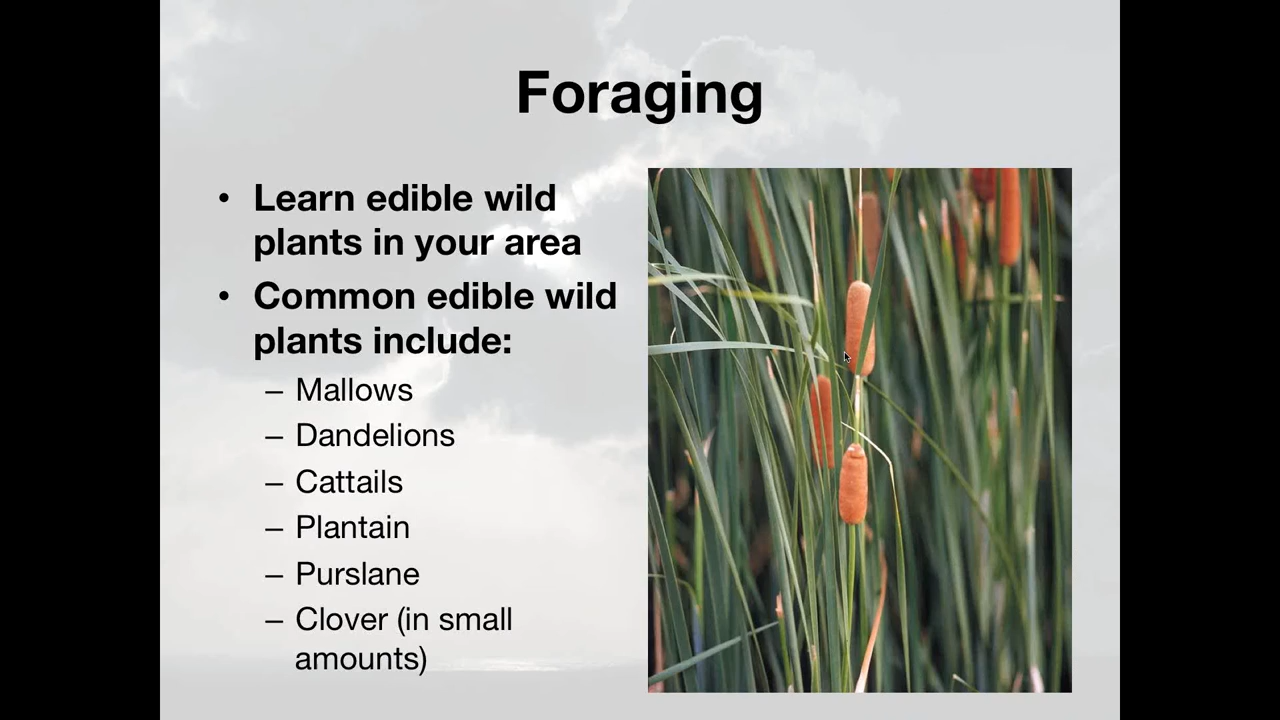 Foraging
• Learn edible wild
plants in your area
• Common edible wild
plants include:
– Mallows
– Dandelions
– Cattails
– Plantain
– Purslane
– Clover (in small
amounts)